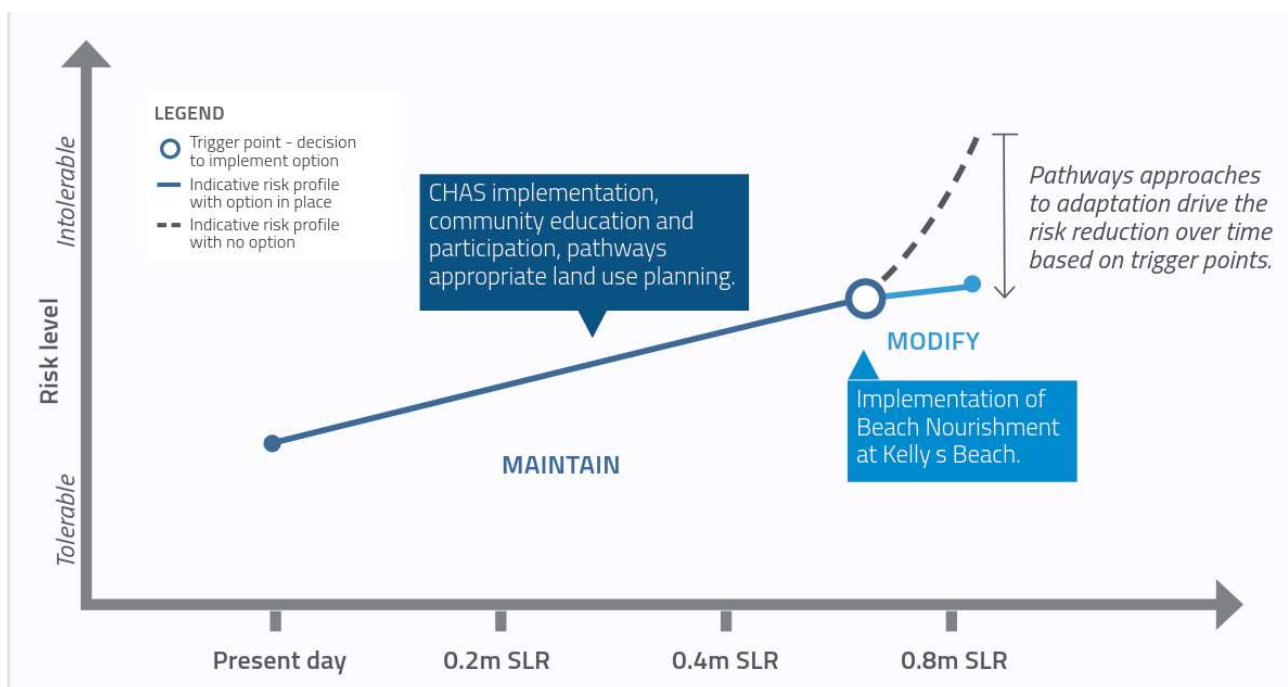 LEGEND
Trigger point - decision
to implement option
Indicative risk profile
with option in place
Indicative risk profile
with no option
Intolerable
Risk level
Tolerable
CHAS implementation,
community education and
participation, pathways
appropriate land use planning.
Pathways approaches
to adaptation drive the
risk reduction over time
based on trigger points.
MODIFY
Implementation of
Beach Nourishment
at Kelly s Beach.
MAINTAIN
Present day
0.2m SLR
0.4m SLR
0.8m SLR